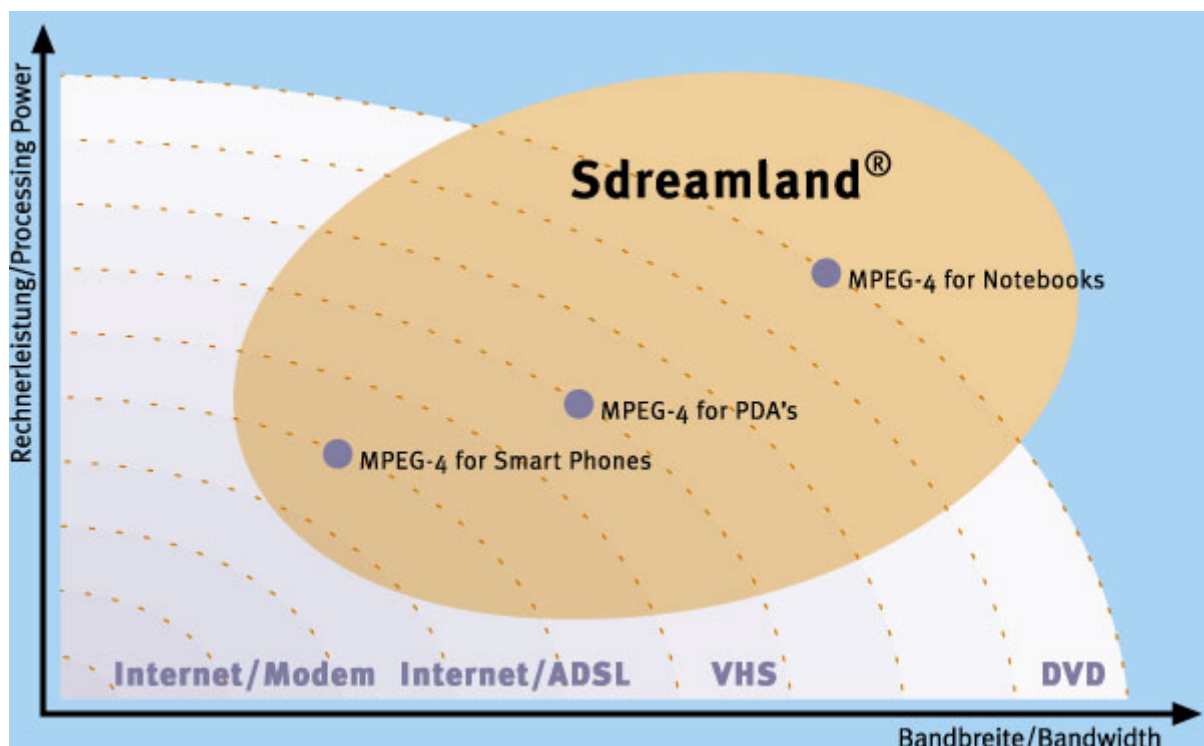 Rechnerleistung/Processing Power
Sdreamland®
MPEG-4 for Notebooks
MPEG-4 for PDA's
MPEG-4 for Smart Phones
Internet/Modem Internet/ADSL VHS DVD
Bandbreite/Bandwidth